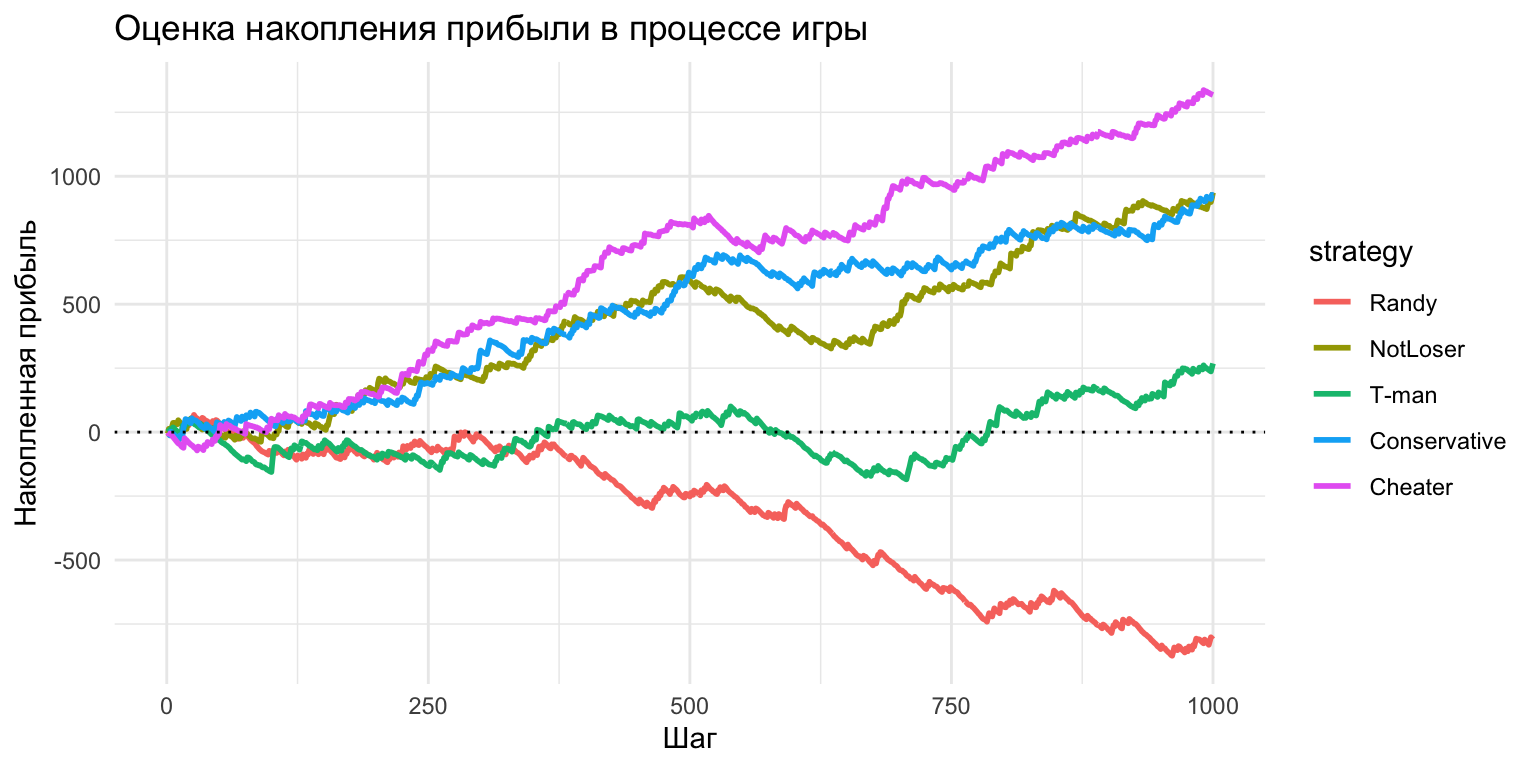 Оценка накопления прибыли в процессе игры
Накопленная прибыль
1000
500
0
-500
0
250
500
750
1000
Шаг
strategy
Randy
NotLoser
T-man
Conservative
Cheater